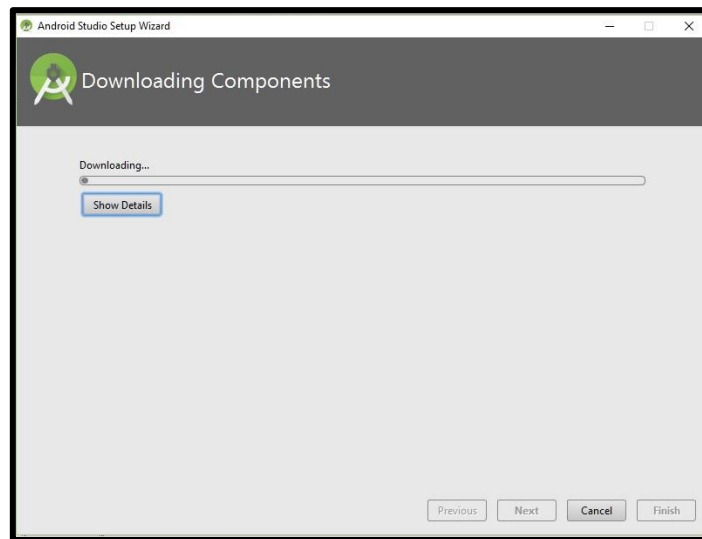 Android Studio Setup Wizard
Downloading Components
Downloading...
Show Details
Previous Next Cancel Finish